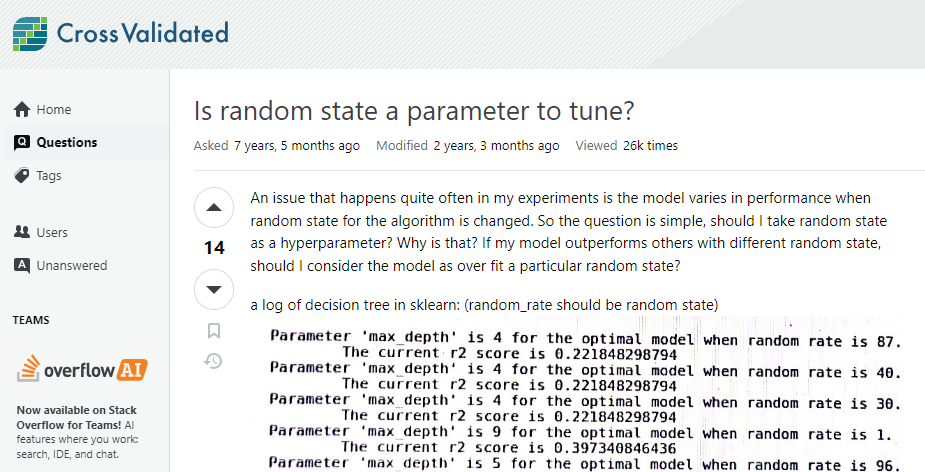 Cross Validated
Home
Questions
Tags
Users
Unanswered
TEAMS
overflow AI
Now available on Stack
Overflow for Teams! AI
features where you work:
search, IDE, and chat.
Is random state a parameter to tune?
Asked 7 years, 5 months ago Modified 2 years, 3 months ago Viewed 26k times
14
An issue that happens quite often in my experiments is the model varies in performance when
random state for the algorithm is changed. So the question is simple, should I take random state
as a hyperparameter? Why is that? If my model outperforms others with different random state,
should I consider the model as over fit a particular random state?
a log of decision tree in sklearn: (random_rate should be random state)
Parameter 'max_depth' is 4 for the optimal model when random rate is 87.
The current r2 score is 0.221848298794
Parameter 'max_depth' is 4 for the optimal model when random rate is 40.
The current r2 score is 0.221848298794
Parameter 'max_depth' is 4 for the optimal model when random rate is 30.
The current r2 score is 0.221848298794
Parameter 'max_depth' is 9 for the optimal model when random rate is 1.
The current r2 score is 0.397340846436
Parameter 'max_depth' is 5 for the optimal model when random rate is 96.